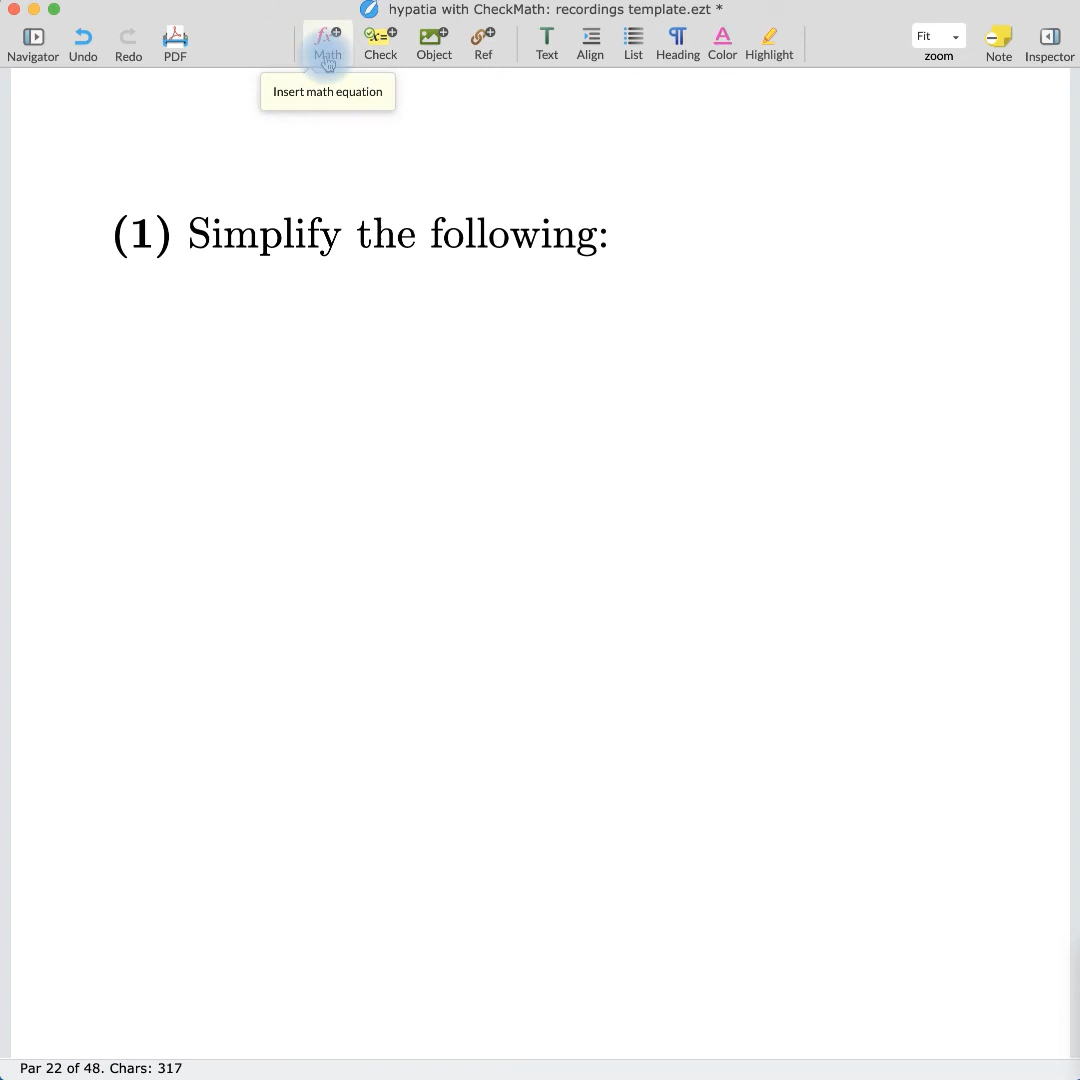 hypatia with CheckMath: recordings template.ezt *
Navigator Undo Redo PDF Math Check Object Ref Text Align List Heading Color Highlight Fit zoom Note Inspector
Insert math equation
(1) Simplify the following:
Par 22 of 48. Chars: 317